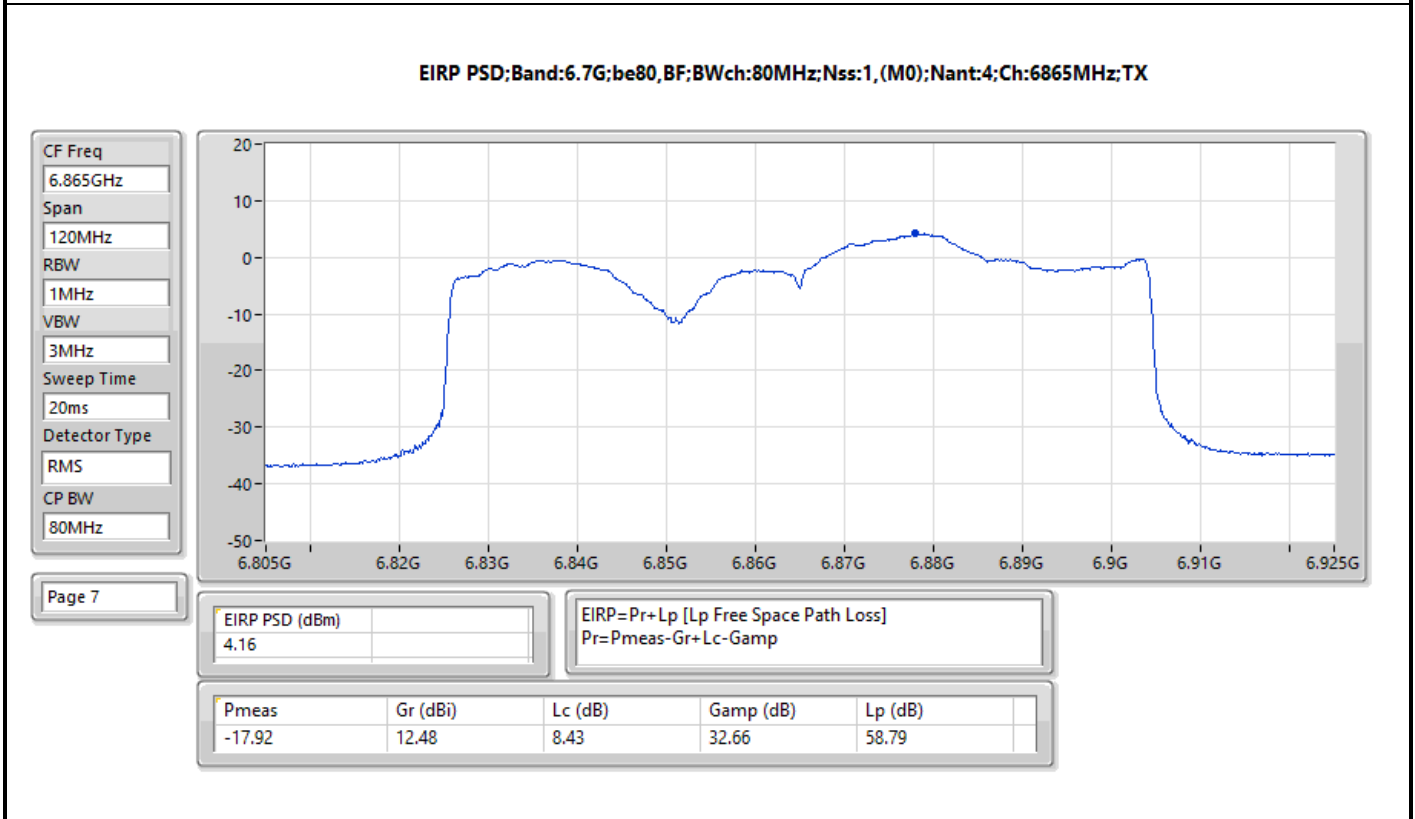 EIRP PSD;Band:6.7G;be80,BF;BWch:80MHz;Nss:1,(M0);Nant:4;Ch:6865MHz;TX
CF Freq
6.865GHz
Span
120MHz
RBW
1MHz
VBW
3MHz
Sweep Time
20ms
Detector Type
RMS
CP BW
80MHz
Page 7
20
10
0
-10
-20
-30
-40
-50
6.805G 6.82G 6.83G 6.84G 6.85G 6.86G 6.87G 6.88G 6.89G 6.9G 6.91G 6.925G
EIRP PSD (dBm)
4.16
EIRP=Pr+Lp [Lp Free Space Path Loss]
Pr=Pmeas-Gr+Lc-Gamp
Pmeas Gr (dBi) Lc (dB) Gamp (dB) Lp (dB)
-17.92 12.48 8.43 32.66 58.79